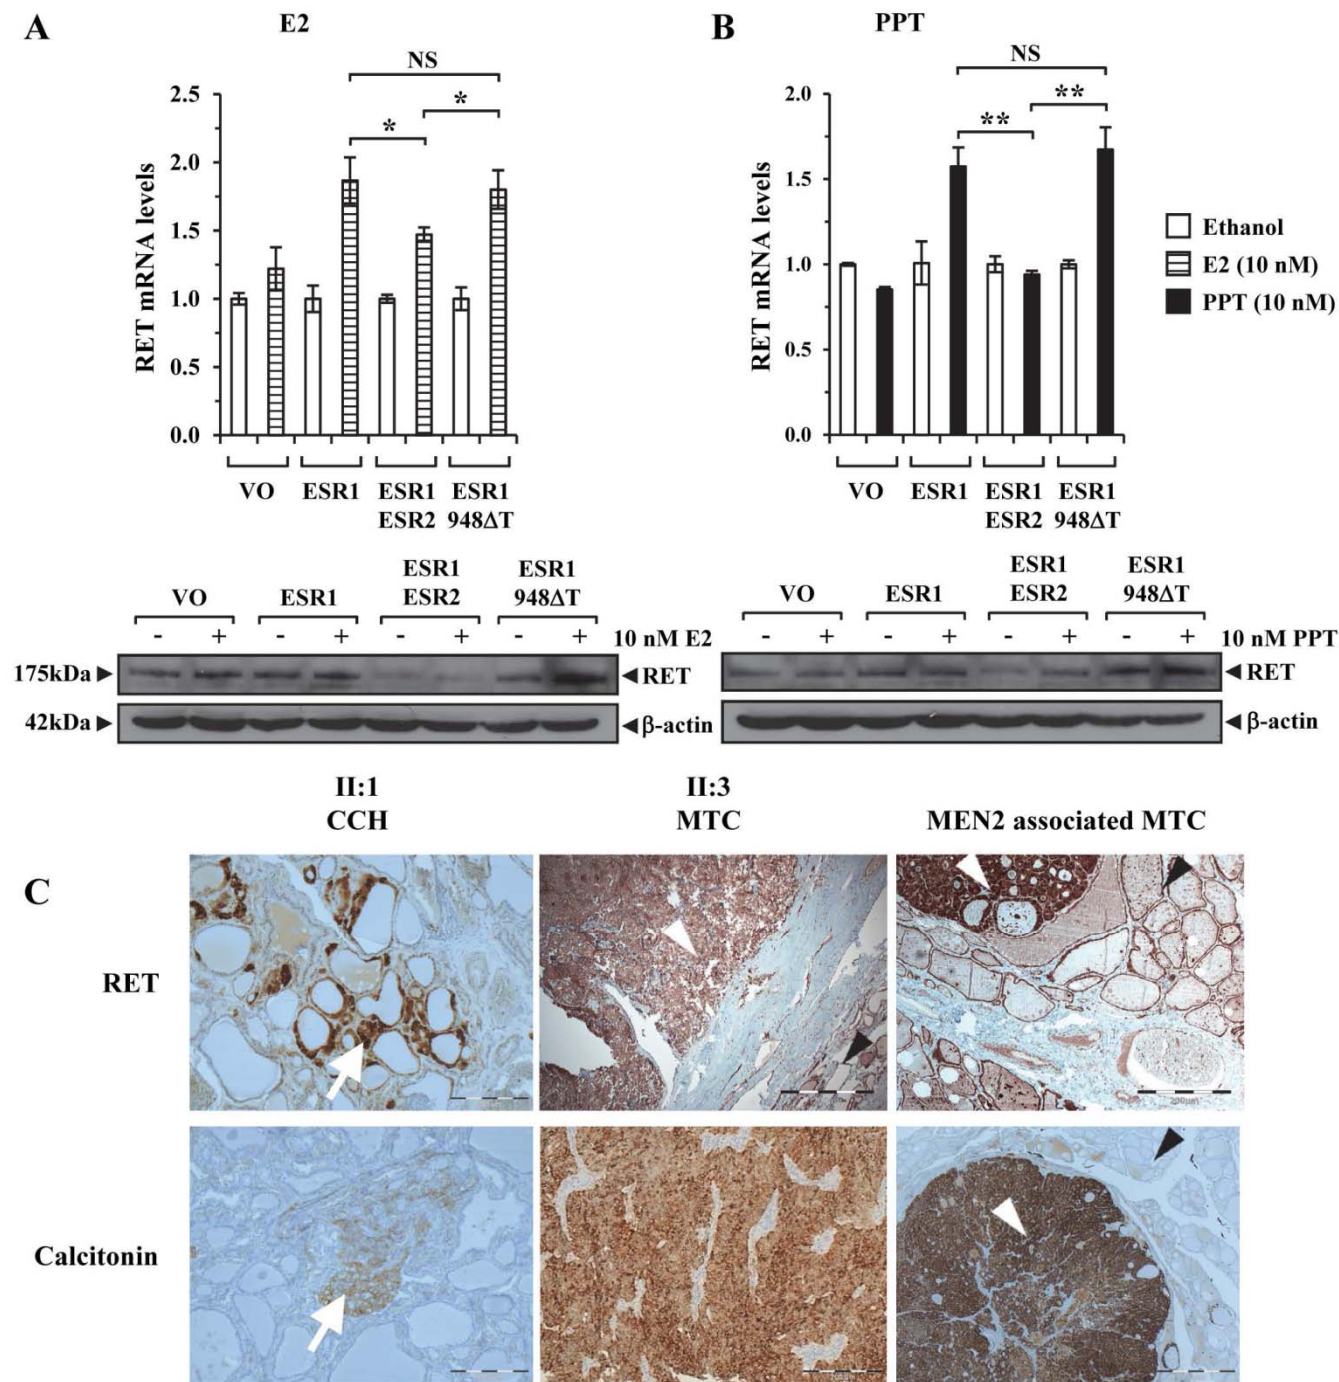 A
E2
NS
*
*
2.5
2.0
1.5
1.0
0.5
0.0
RET mRNA levels
VO
ESR1
ESR1
ESR2
ESR1
948ΔT
B
PPT
NS
**
**
2.0
1.5
1.0
0.5
0.0
RET mRNA levels
VO
ESR1
ESR1
ESR2
ESR1
948ΔT
Ethanol
E2 (10 nM)
PPT (10 nM)
VO
ESR1
ESR1
ESR2
ESR1
948ΔT
- + - + - + - + 10 nM E2
175kDa
RET
42kDa
β-actin
VO
ESR1
ESR1
ESR2
ESR1
948ΔT
- + - + - + - + 10 nM PPT
RET
β-actin
C
II:1
CCH
II:3
MTC
MEN2 associated MTC
RET
200µm
Calcitonin